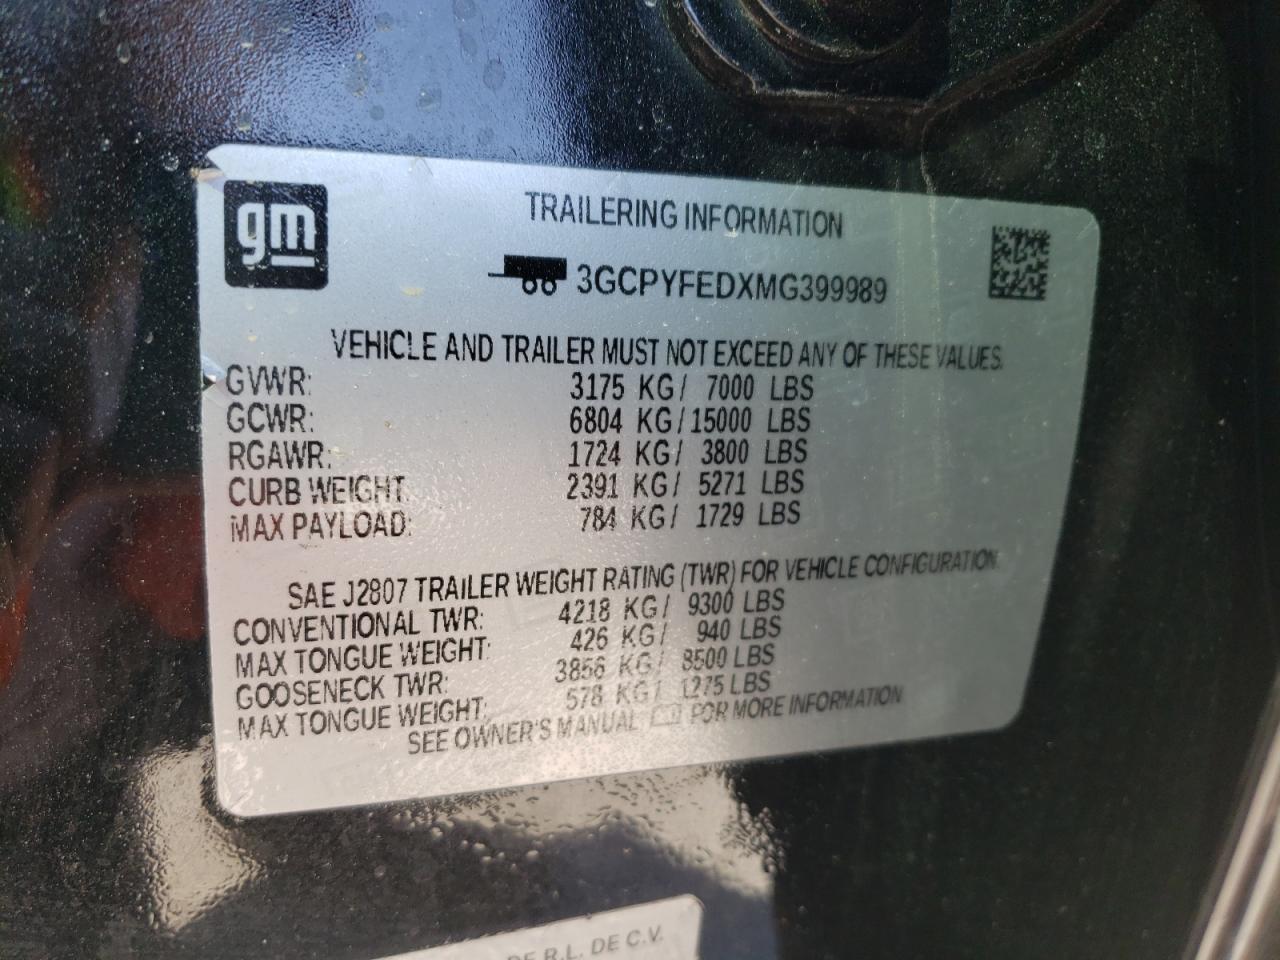 gm
TRAILERING INFORMATION
3GCPYFEDXMG399989
VEHICLE AND TRAILER MUST NOT EXCEED ANY OF THESE VALUES.
GVWR: 3175 KG/ 7000 LBS
GCWR: 6804 KG/15000 LBS
RGAWR: 1724 KG/ 3800 LBS
CURB WEIGHT: 2391 KG/ 5271 LBS
MAX PAYLOAD: 784 KG/ 1729 LBS
SAE J2807 TRAILER WEIGHT RATING (TWR) FOR VEHICLE CONFIGURATION.
CONVENTIONAL TWR: 4218 KG/ 9300 LBS
MAX TONGUE WEIGHT: 426 KG/ 940 LBS
GOOSENECK TWR: 3856 KG/ 8500 LBS
MAX TONGUE WEIGHT: 578 KG/ 1275 LBS
SEE OWNER'S MANUAL FOR MORE INFORMATION
DE R.L. DE C.V.